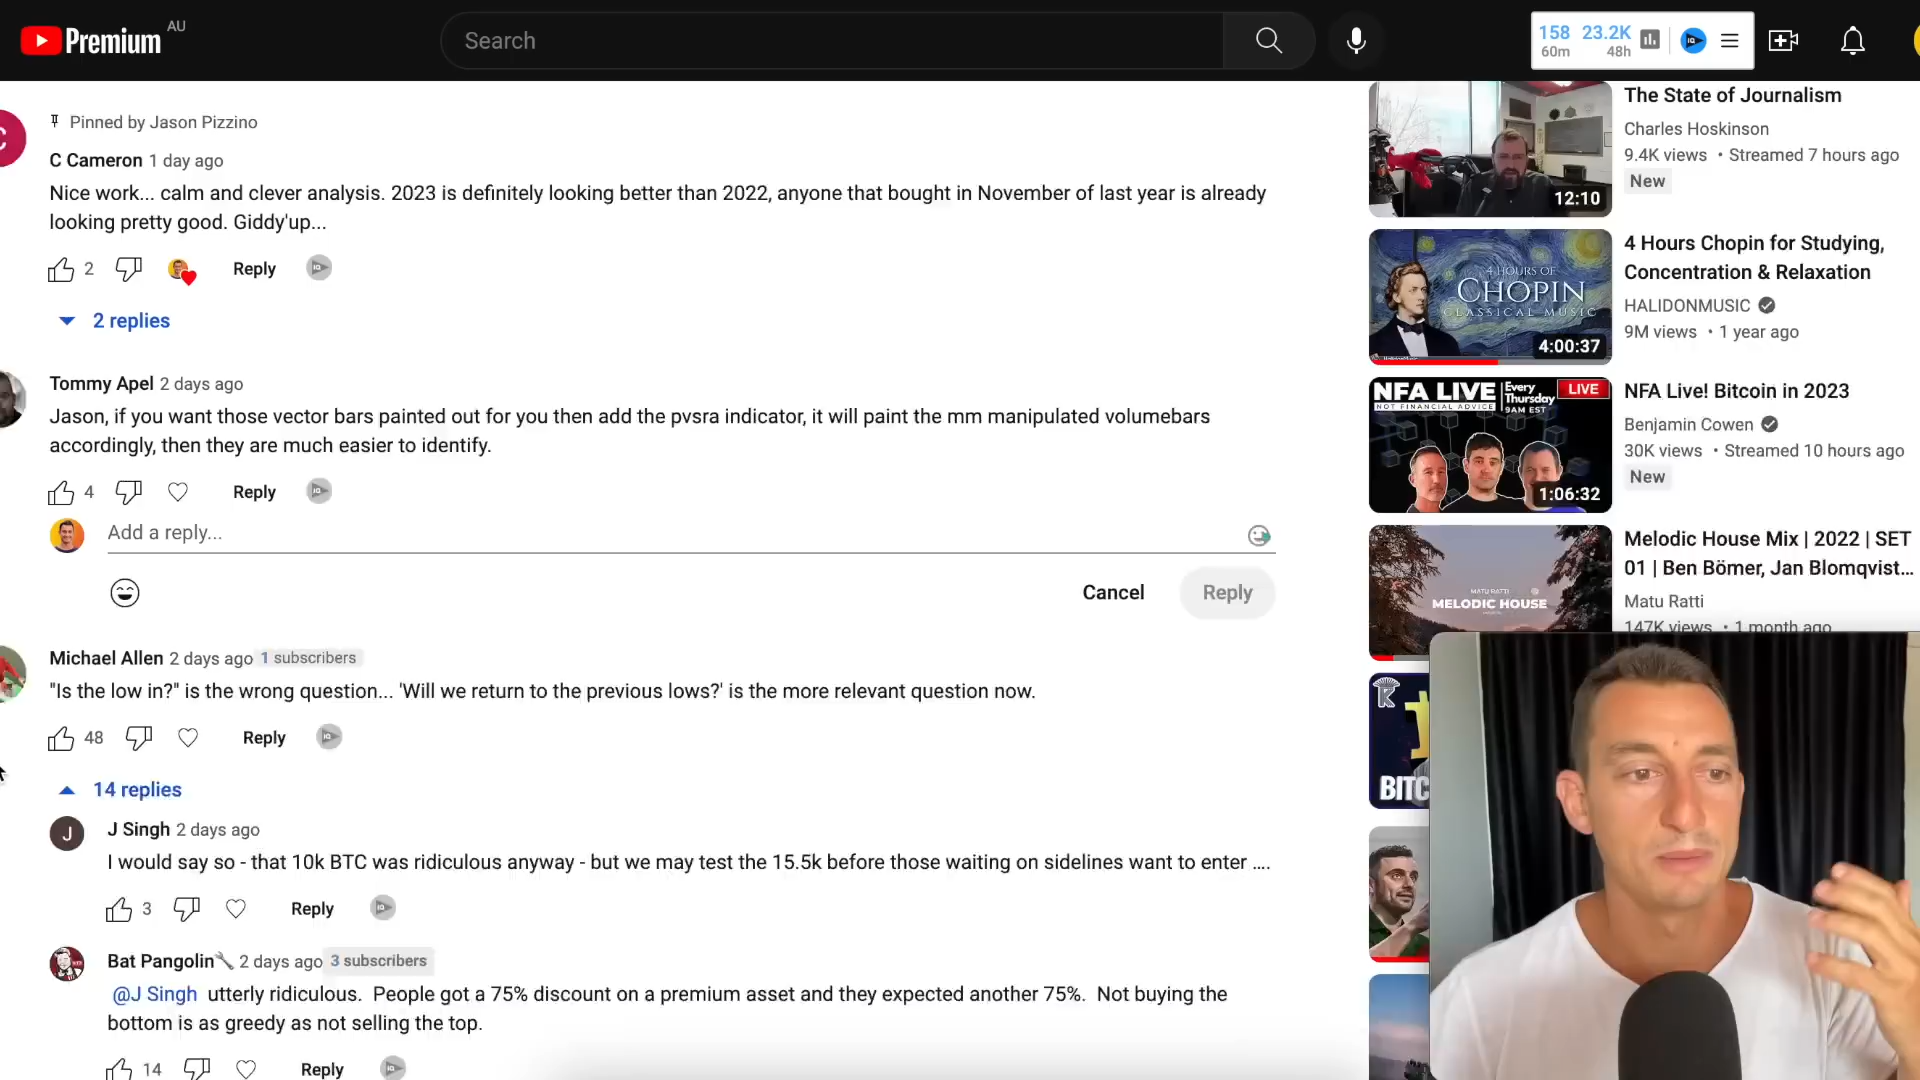 Premium AU
Search
158 23.2K
60m 48h
Pinned by Jason Pizzino
C Cameron 1 day ago
Nice work... calm and clever analysis. 2023 is definitely looking better than 2022, anyone that bought in November of last year is already
looking pretty good. Giddy'up...
2 Reply
2 replies
Tommy Apel 2 days ago
Jason, if you want those vector bars painted out for you then add the pvsra indicator, it will paint the mm manipulated volumebars
accordingly, then they are much easier to identify.
4 Reply
Add a reply...
Cancel Reply
Michael Allen 2 days ago 1 subscribers
"Is the low in?" is the wrong question... 'Will we return to the previous lows?' is the more relevant question now.
48 Reply
14 replies
J
J Singh 2 days ago
I would say so - that 10k BTC was ridiculous anyway - but we may test the 15.5k before those waiting on sidelines want to enter ....
3 Reply
Bat Pangolin 2 days ago 3 subscribers
@J Singh utterly ridiculous. People got a 75% discount on a premium asset and they expected another 75%. Not buying the
bottom is as greedy as not selling the top.
14 Reply
12:10
The State of Journalism
Charles Hoskinson
9.4K views • Streamed 7 hours ago
New
4 HOURS OF
CHOPIN
CLASSICAL MUSIC
4:00:37
4 Hours Chopin for Studying,
Concentration & Relaxation
HALIDONMUSIC
9M views • 1 year ago
NFA LIVE
NOT FINANCIAL ADVICE
Every
Thursday
9AM EST
LIVE
1:06:32
NFA Live! Bitcoin in 2023
Benjamin Cowen
30K views • Streamed 10 hours ago
New
MATU RATTI
MELODIC HOUSE
Melodic House Mix | 2022 | SET
01 | Ben Bömer, Jan Blomqvist...
Matu Ratti
147K views • 1 month ago
BITC